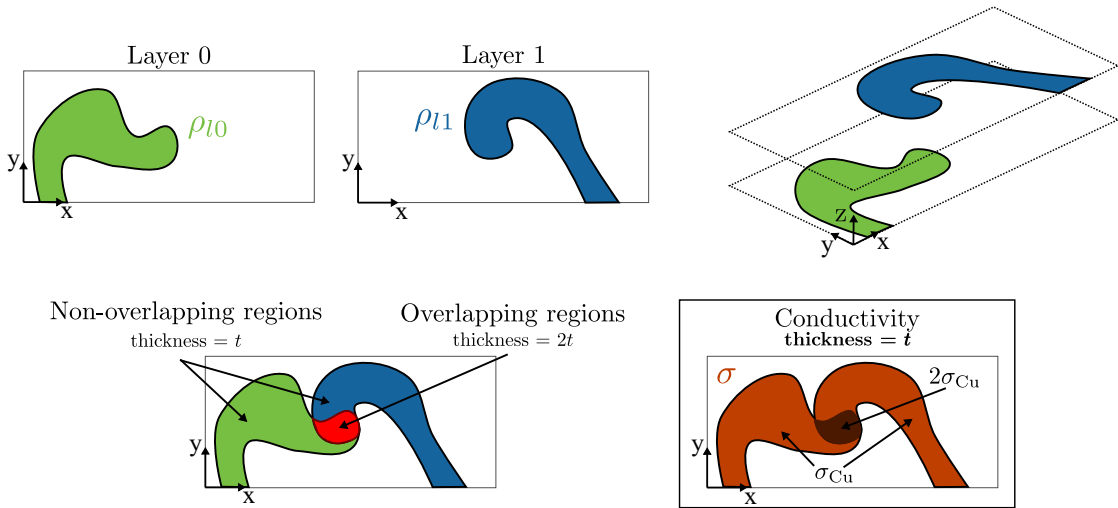 Layer 0
ρl0
y
x
Layer 1
ρl1
y
x
z
y
x
Non-overlapping regions
thickness = t
Overlapping regions
thickness = 2t
y
x
Conductivity
thickness = t
σ
2σCu
σCu
y
x